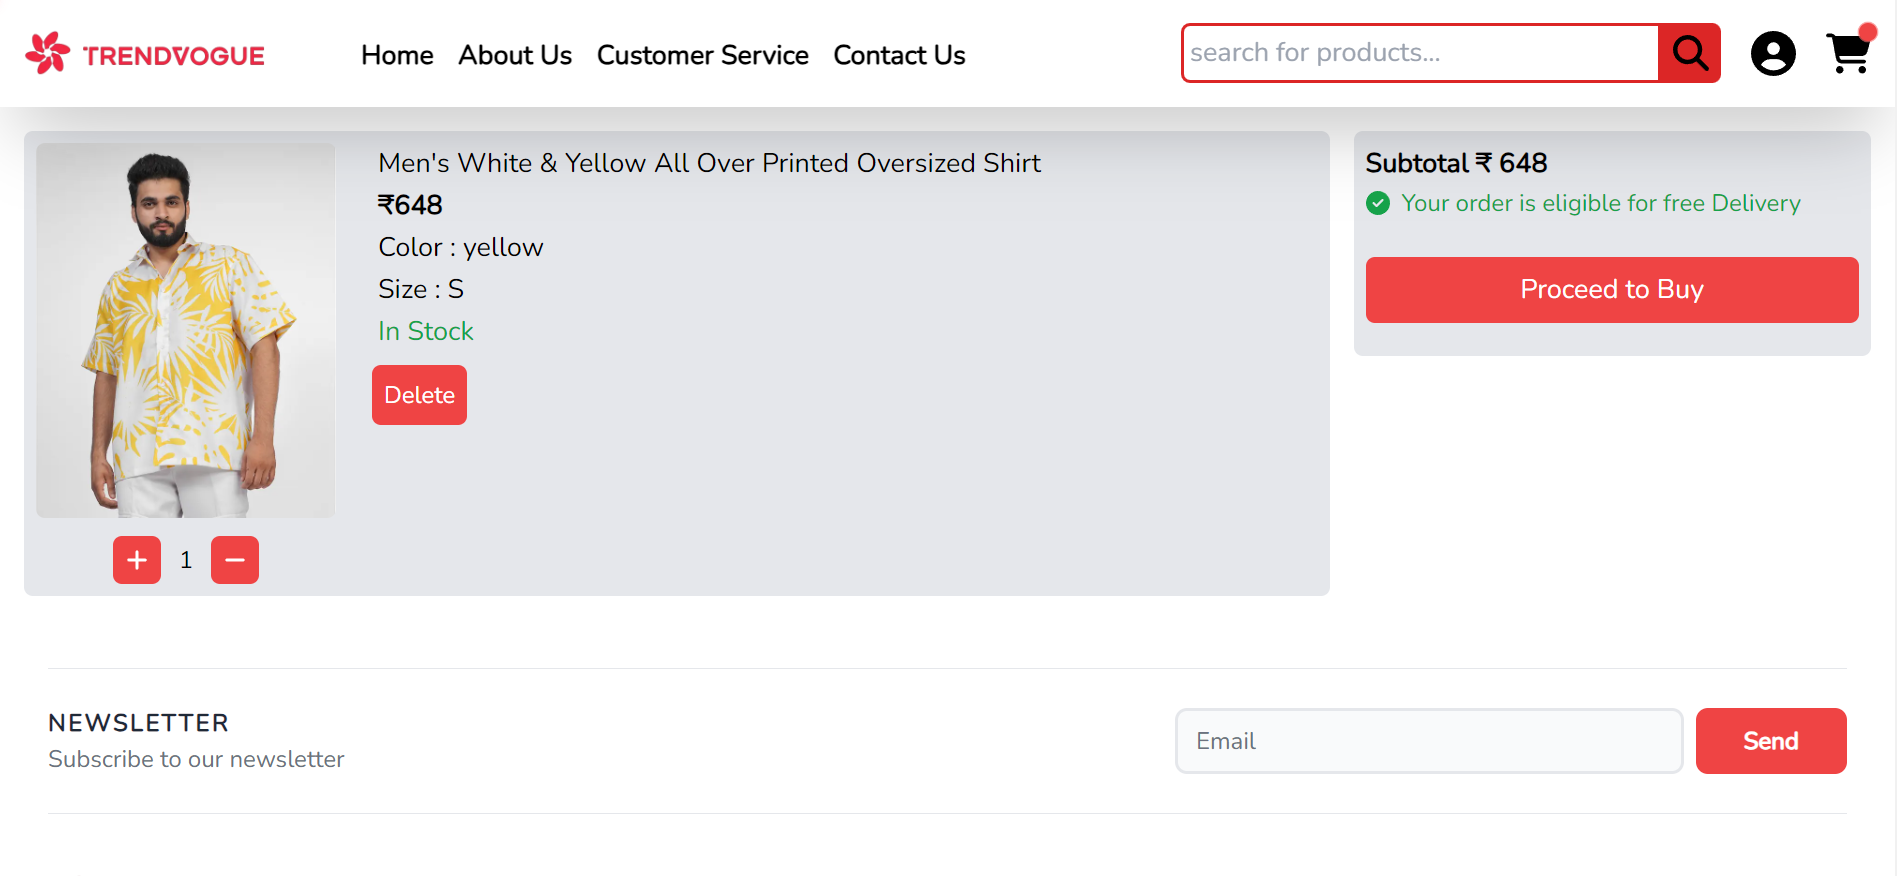 TRENDVOGUE
Home About Us Customer Service Contact Us
search for products...
Men's White & Yellow All Over Printed Oversized Shirt
₹648
Color : yellow
Size : S
In Stock
Delete
1
Subtotal ₹ 648
Your order is eligible for free Delivery
Proceed to Buy
NEWSLETTER
Subscribe to our newsletter
Email
Send